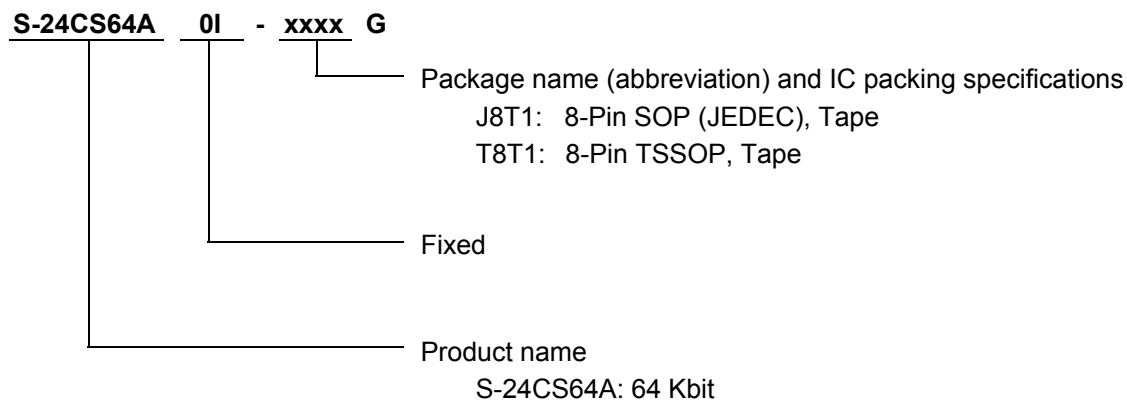 S-24CS64A 0I - xxxx G
Package name (abbreviation) and IC packing specifications
J8T1: 8-Pin SOP (JEDEC), Tape
T8T1: 8-Pin TSSOP, Tape
Fixed
Product name
S-24CS64A: 64 Kbit